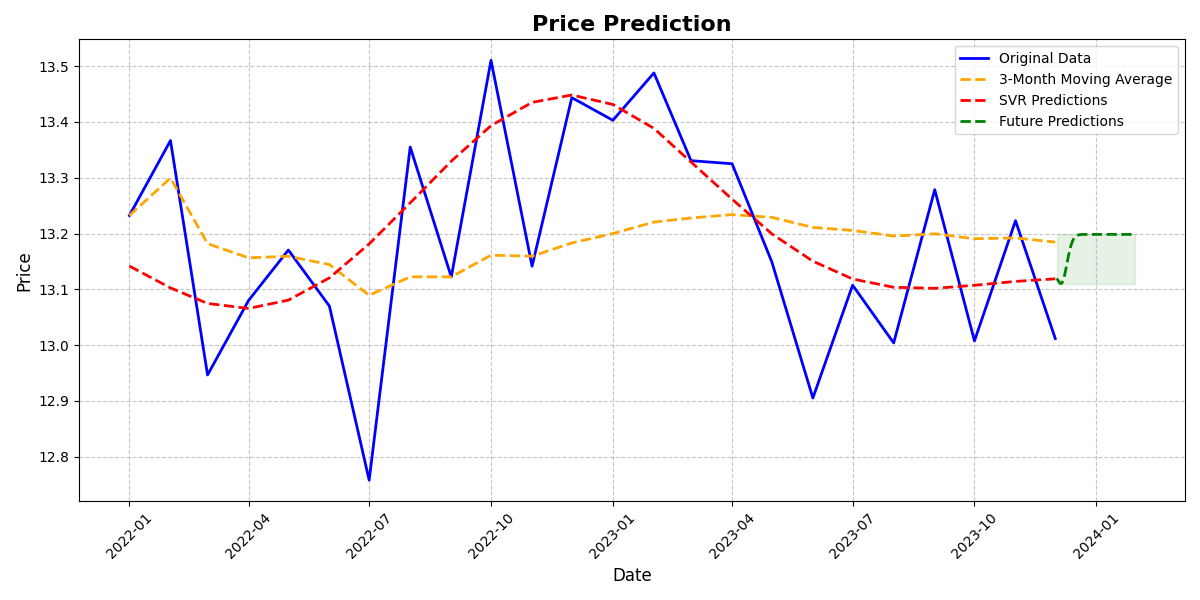 Price Prediction
Original Data
3-Month Moving Average
SVR Predictions
Future Predictions
Price
13.5
13.4
13.3
13.2
13.1
13.0
12.9
12.8
2022-01
2022-04
2022-07
2022-10
2023-01
2023-04
2023-07
2023-10
2024-01
Date